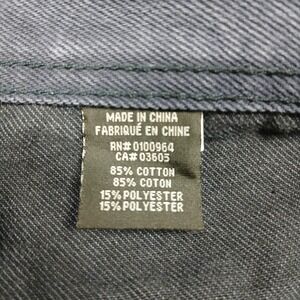 MADE IN CHINA
FABRIQUÉ EN CHINE
RN# 0100964
CA# 03605
85% COTTON
85% COTON
15% POLYESTER
15% POLYESTER